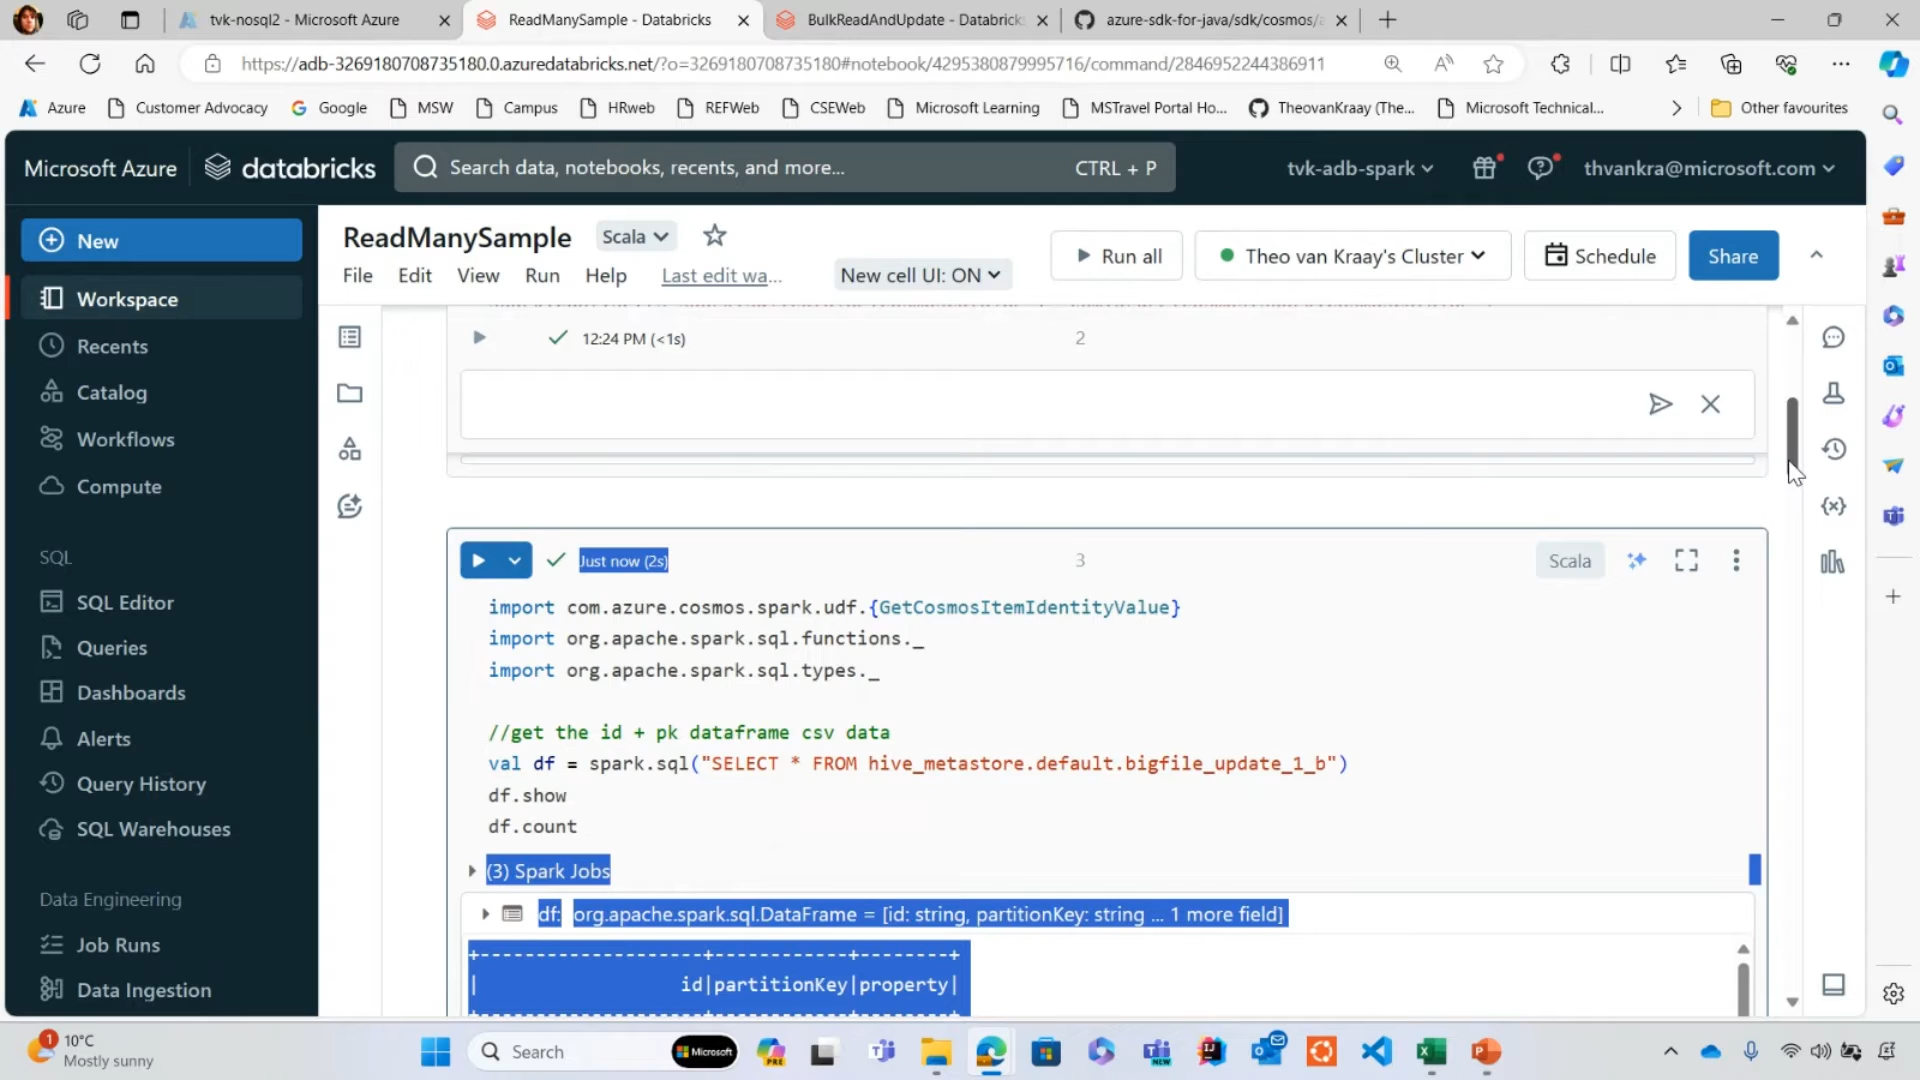 tvk-nosql2 - Microsoft Azure
ReadManySample - Databricks
BulkReadAndUpdate - Databricks
azure-sdk-for-java/sdk/cosmos/
https://adb-3269180708735180.0.azuredatabricks.net/?o=3269180708735180#notebook/4295380879995716/command/2846952244386911
Azure Customer Advocacy Google MSW Campus HRweb REFWeb CSEWeb Microsoft Learning MSTravel Portal Ho... TheovanKraay (The... Microsoft Technical... Other favourites
Microsoft Azure databricks
Search data, notebooks, recents, and more... CTRL + P
tvk-adb-spark
thvankra@microsoft.com
New
Workspace
Recents
Catalog
Workflows
Compute
SQL
SQL Editor
Queries
Dashboards
Alerts
Query History
SQL Warehouses
Data Engineering
Job Runs
Data Ingestion
ReadManySample Scala
File Edit View Run Help Last edit wa... New cell UI: ON
Run all Theo van Kraay's Cluster Schedule Share
12:24 PM (<1s) 2
Just now (2s) 3 Scala
import com.azure.cosmos.spark.udf.{GetCosmosItemIdentityValue}
import org.apache.spark.sql.functions._
import org.apache.spark.sql.types._
//get the id + pk dataframe csv data
val df = spark.sql("SELECT * FROM hive_metastore.default.bigfile_update_1_b")
df.show
df.count
(3) Spark Jobs
df: org.apache.spark.sql.DataFrame = [id: string, partitionKey: string ... 1 more field]
+--------------------+------------+--------+
| id|partitionKey|property|
1 10°C
Mostly sunny
Search Microsoft
PRE
NEW